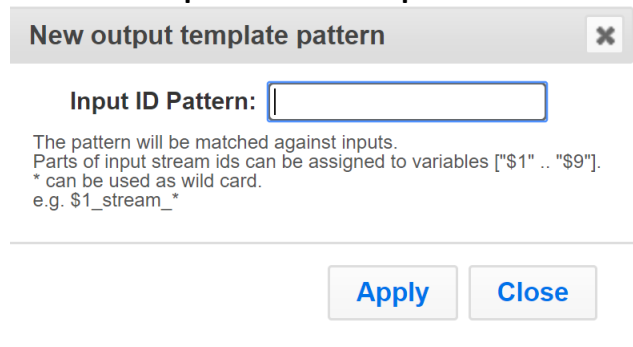 New output template pattern
Input ID Pattern:
The pattern will be matched against inputs.
Parts of input stream ids can be assigned to variables ["$1" .. "$9"].
* can be used as wild card.
e.g. $1_stream_*
Apply Close